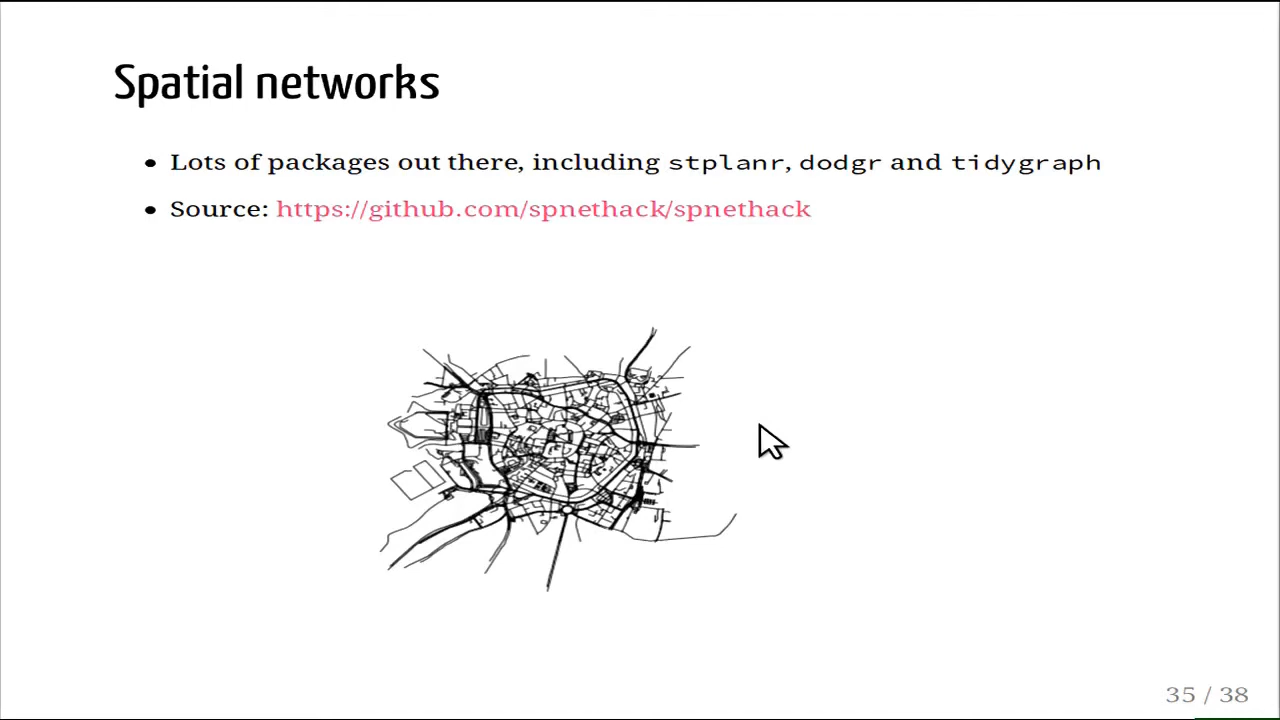 Spatial networks
• Lots of packages out there, including stplanr, dodgr and tidygraph
• Source: https://github.com/spnethack/spnethack
35 / 38